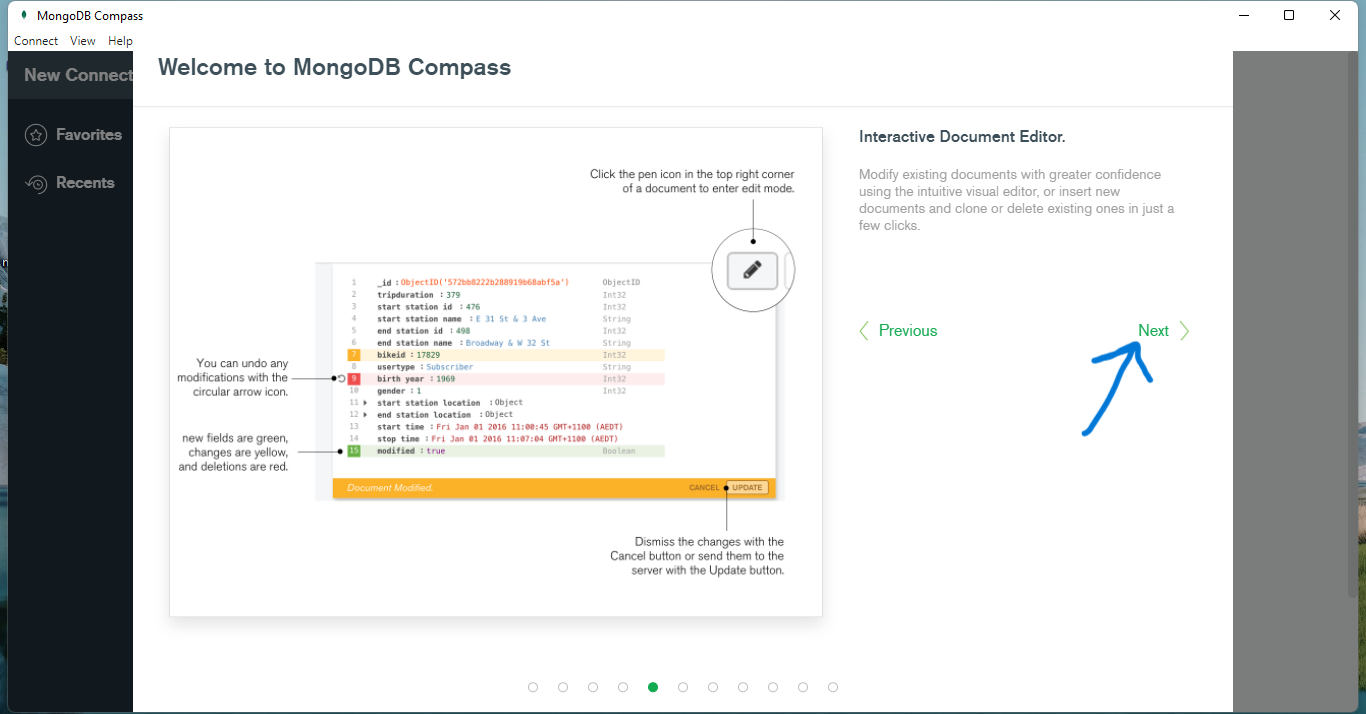 MongoDB Compass
Connect View Help
New Connect
Favorites
Recents
Welcome to MongoDB Compass
Click the pen icon in the top right corner
of a document to enter edit mode.
1 _id : ObjectID('572bb8222b288919b68abf5a') ObjectID
2 tripduration : 379 Int32
3 start station id : 476 Int32
4 start station name : E 31 St & 3 Ave String
5 end station id : 498 Int32
6 end station name : Broadway & W 32 St String
7 bikeid : 17829 Int32
8 usertype : Subscriber String
9 birth year : 1969 Int32
10 gender : 1 Int32
11 start station location : Object
12 end station location : Object
13 start time : Fri Jan 01 2016 11:00:45 GMT+1100 (AEDT)
14 stop time : Fri Jan 01 2016 11:07:04 GMT+1100 (AEDT)
15 modified : true Boolean
Document Modified. CANCEL UPDATE
You can undo any
modifications with the
circular arrow icon.
new fields are green,
changes are yellow,
and deletions are red.
Dismiss the changes with the
Cancel button or send them to the
server with the Update button.
Interactive Document Editor.
Modify existing documents with greater confidence
using the intuitive visual editor, or insert new
documents and clone or delete existing ones in just a
few clicks.
Previous Next